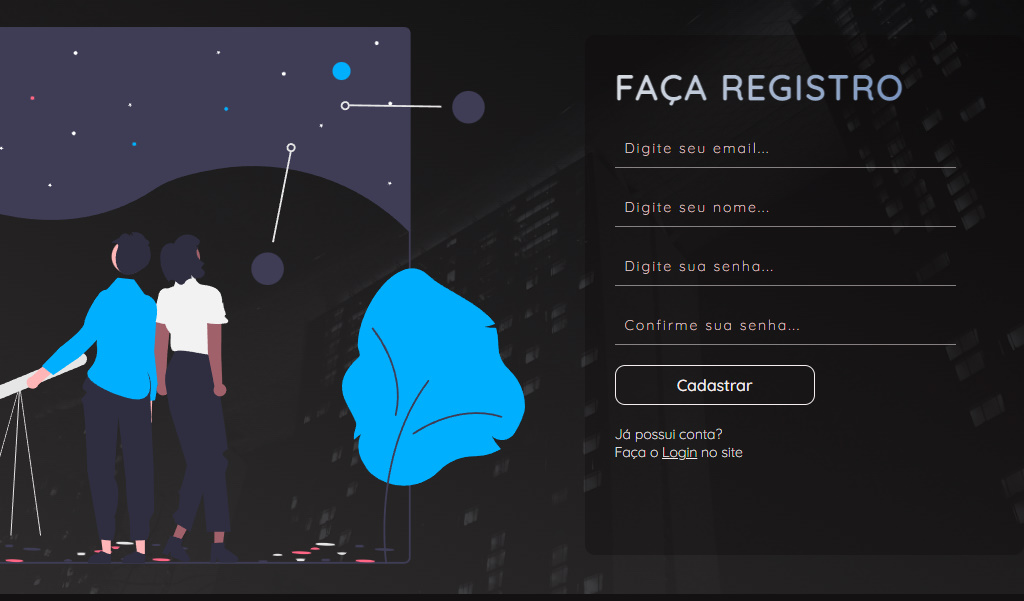 FAÇA REGISTRO
Digite seu email...
Digite seu nome...
Digite sua senha...
Confirme sua senha...
Cadastrar
Já possui conta?
Faça o Login no site